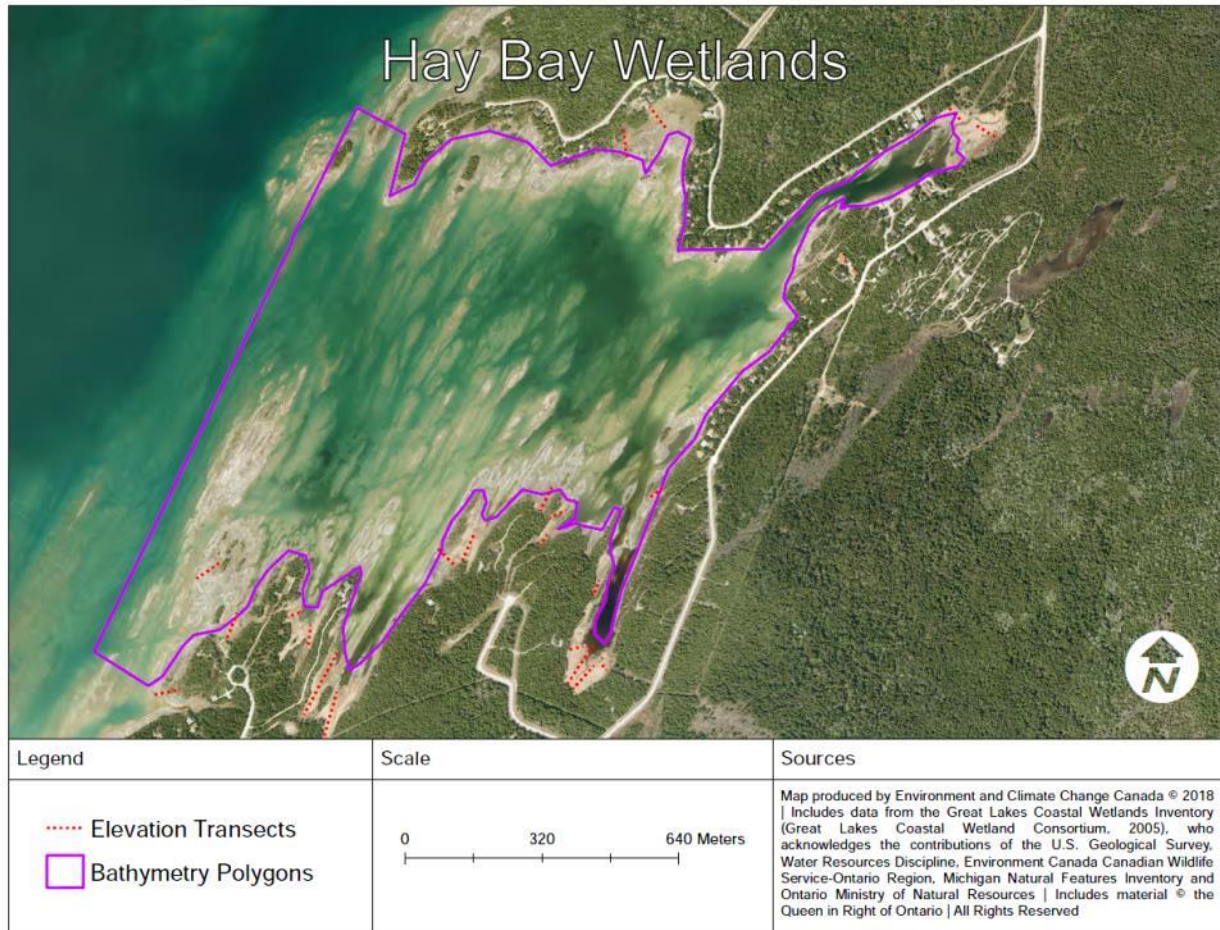 Hay Bay Wetlands
N
Legend
Scale
Sources
Elevation Transects
Bathymetry Polygons
0 320 640 Meters
Map produced by Environment and Climate Change Canada © 2018
| Includes data from the Great Lakes Coastal Wetlands Inventory
(Great Lakes Coastal Wetland Consortium, 2005), who
acknowledges the contributions of the U.S. Geological Survey,
Water Resources Discipline, Environment Canada Canadian Wildlife
Service-Ontario Region, Michigan Natural Features Inventory and
Ontario Ministry of Natural Resources | Includes material © the
Queen in Right of Ontario | All Rights Reserved